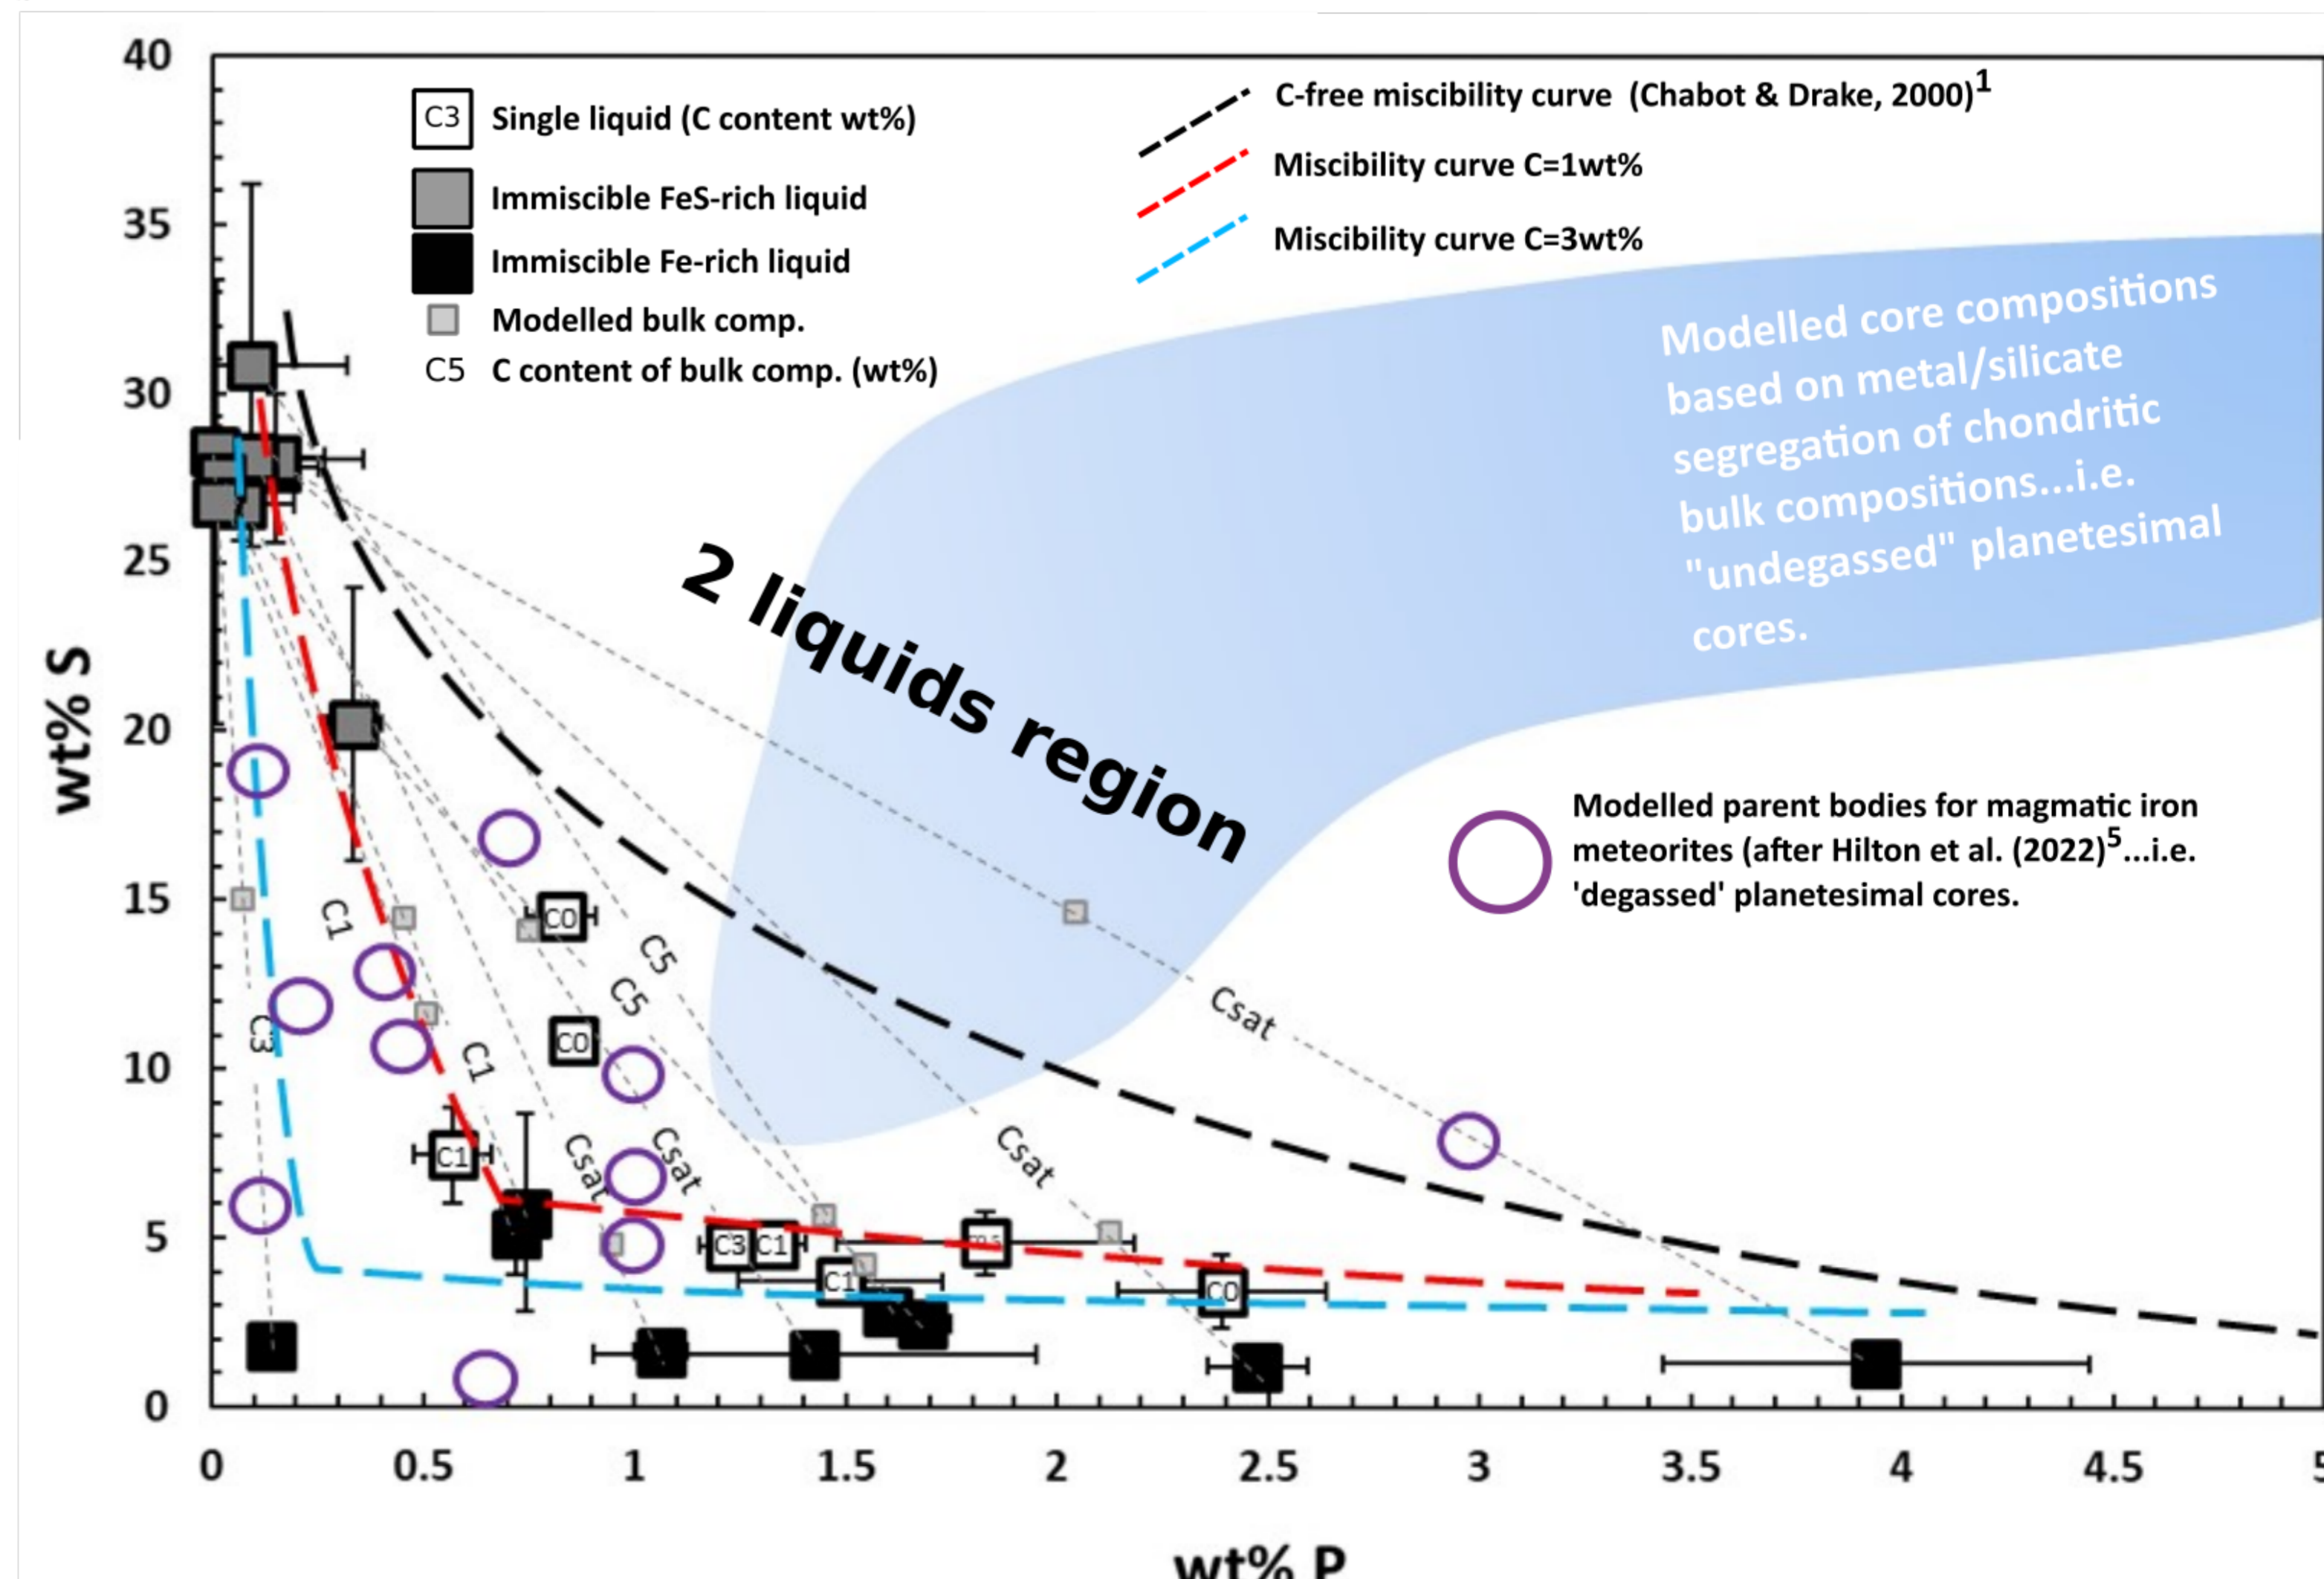 40
35
30
25
20
15
10
5
0
wt% S
C3 Single liquid (C content wt%)
Immiscible FeS-rich liquid
Immiscible Fe-rich liquid
Modelled bulk comp.
C5 C content of bulk comp. (wt%)
C-free miscibility curve (Chabot & Drake, 2000)1
Miscibility curve C=1wt%
Miscibility curve C=3wt%
Modelled core compositions
based on metal/silicate
segregation of chondritic
bulk compositions...i.e.
"undegassed" planetesimal
cores.
2 liquids region
Modelled parent bodies for magmatic iron
meteorites (after Hilton et al. (2022)5...i.e.
'degassed' planetesimal cores.
C1
C0
C5
C5
Csat
C3
C0
C1
Csat
Csat
Csat
C1
C3
C1
C1
C0
0
0.5
1
1.5
2
2.5
3
3.5
4
4.5
wt% P